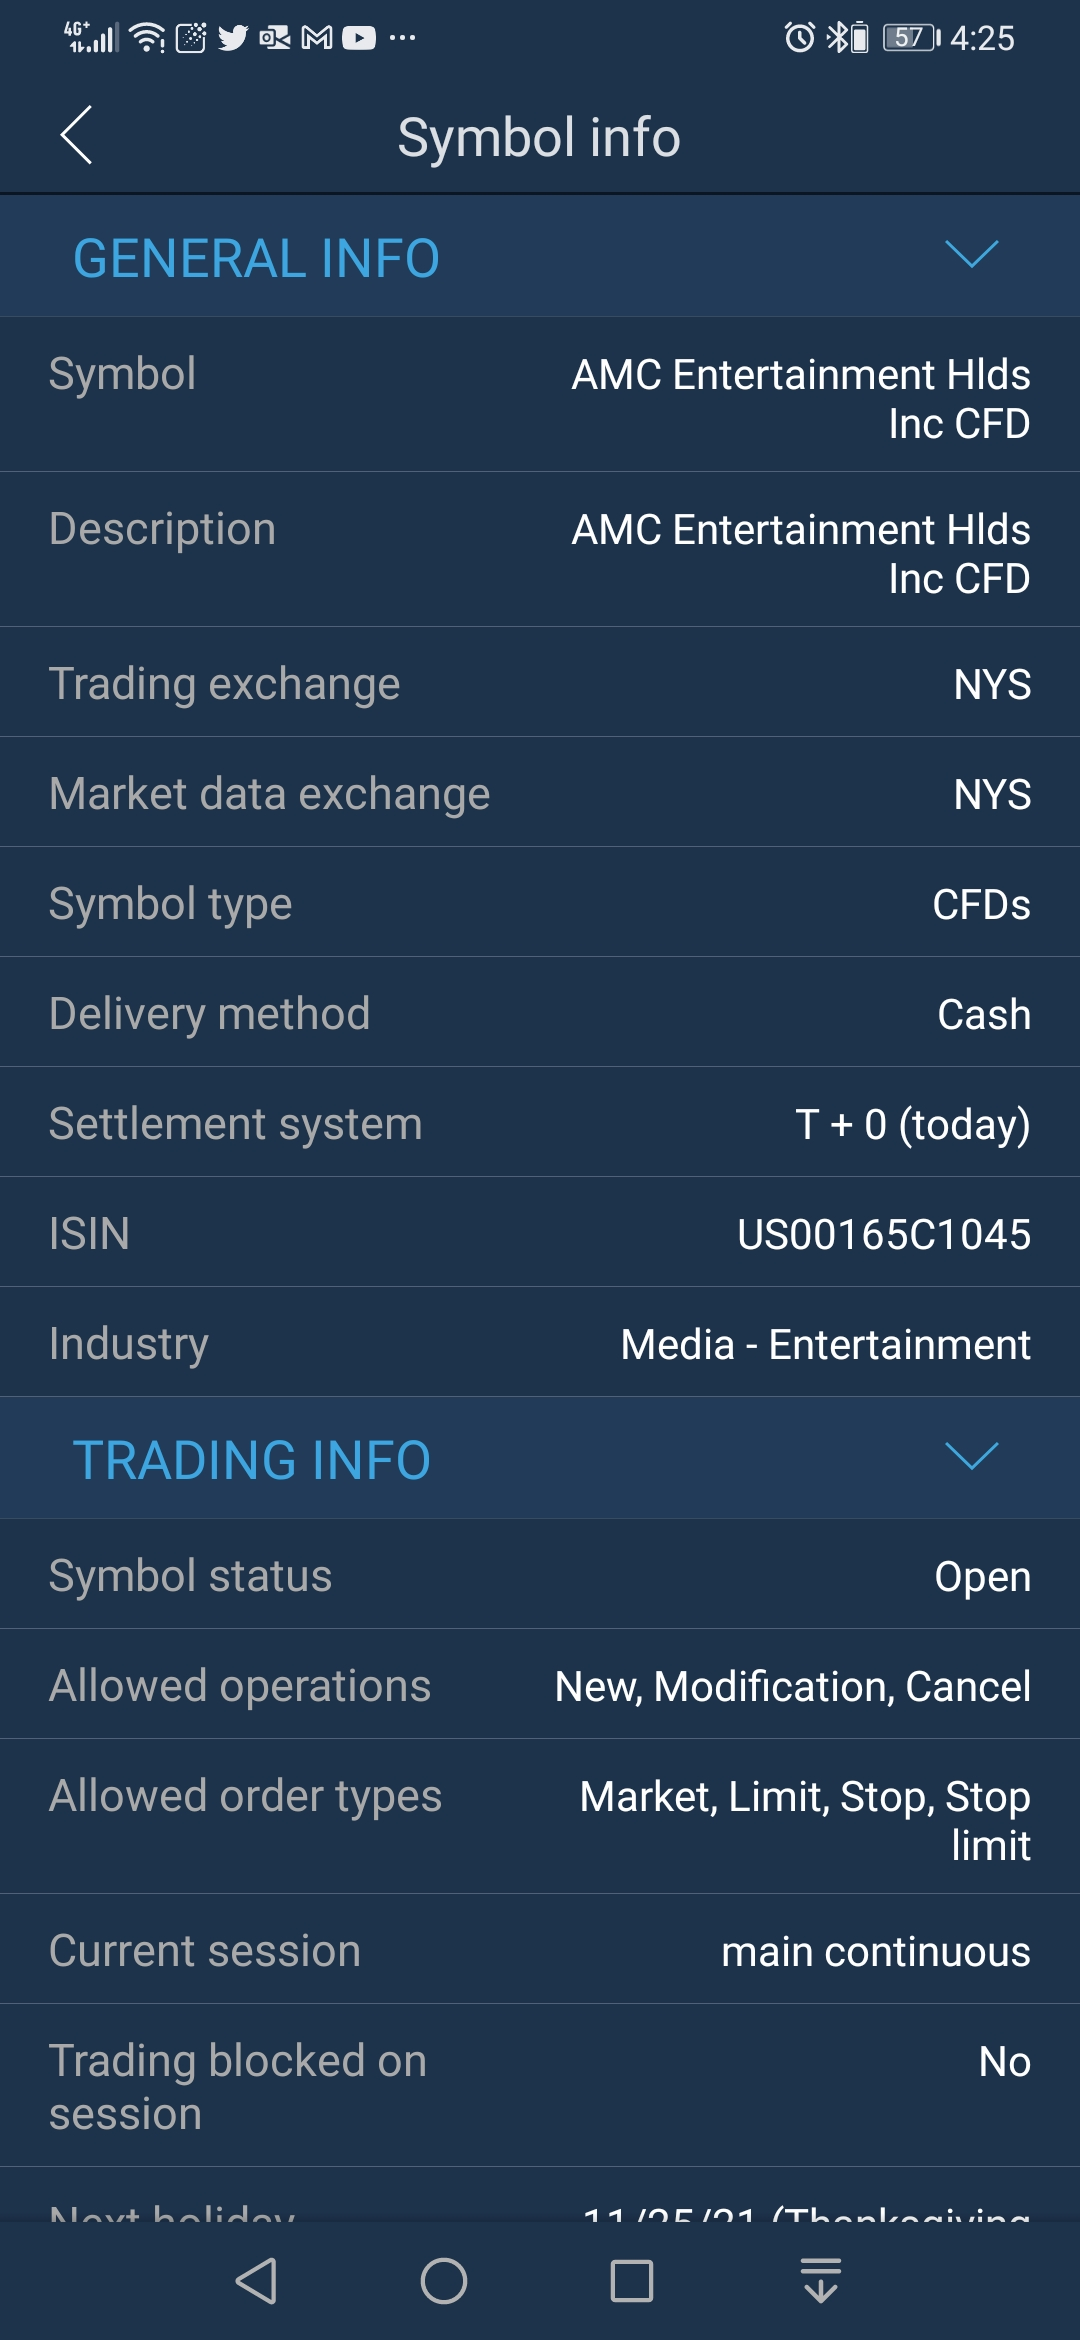 4G+
57 4:25
Symbol info
GENERAL INFO
Symbol AMC Entertainment Hlds
Inc CFD
Description AMC Entertainment Hlds
Inc CFD
Trading exchange NYS
Market data exchange NYS
Symbol type CFDs
Delivery method Cash
Settlement system T + 0 (today)
ISIN US00165C1045
Industry Media - Entertainment
TRADING INFO
Symbol status Open
Allowed operations New, Modification, Cancel
Allowed order types Market, Limit, Stop, Stop
limit
Current session main continuous
Trading blocked on No
session
Next holiday 11/25/21 (Thanksgiving